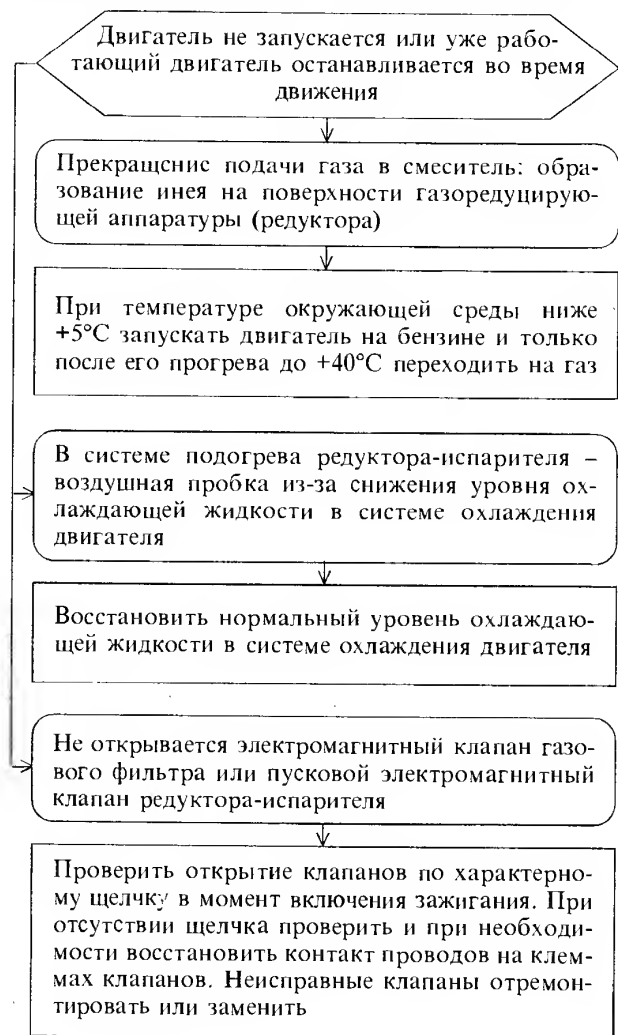 Двигатель не запускается или уже рабо-
тающий двигатель останавливается во время
движения
Прекращение подачи газа в смеситель: обра-
зование инея на поверхности газоредуцирую-
щей аппаратуры (редуктора)
При температуре окружающей среды ниже
+5°С запускать двигатель на бензине и только
после его прогрева до +40°С переходить на газ
В системе подогрева редуктора-испарителя –
воздушная пробка из-за снижения уровня ох-
лаждающей жидкости в системе охлаждения
двигателя
Восстановить нормальный уровень охлаждаю-
щей жидкости в системе охлаждения двигателя
Не открывается электромагнитный клапан газо-
вого фильтра или пусковой электромагнитный
клапан редуктора-испарителя
Проверить открытие клапанов по характерно-
му щелчку в момент включения зажигания. При
отсутствии щелчка проверить и при необходи-
мости восстановить контакт проводов на клем-
мах клапанов. Неисправные клапаны отремон-
тировать или заменить